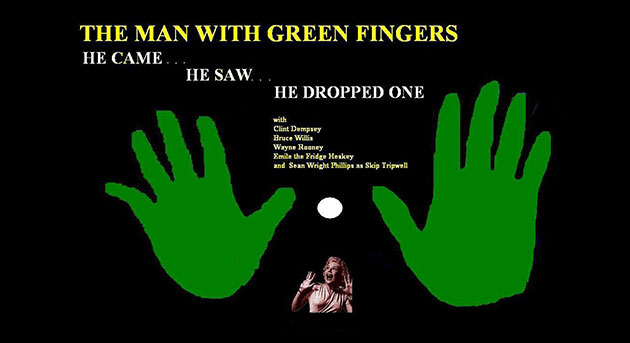 THE MAN WITH GREEN FINGERS
HE CAME . . .
HE SAW. . .
HE DROPPED ONE
with
Clint Dempsey
Bruce Willis
Wayne Rooney
Emile the Fridge Heskey
and Sean Wright Phillips as Skip Tripwell